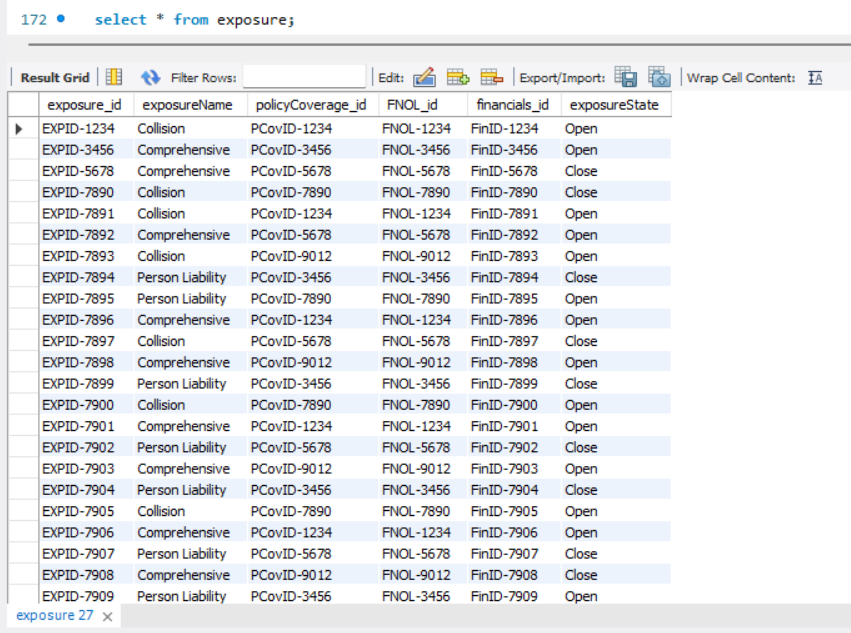 172 select * from exposure;
Result Grid Filter Rows: Edit: Export/Import: Wrap Cell Content:
exposure_id exposureName policyCoverage_id FNOL_id financials_id exposureState
EXPID-1234 Collision PCovID-1234 FNOL-1234 FinID-1234 Open
EXPID-3456 Comprehensive PCovID-3456 FNOL-3456 FinID-3456 Open
EXPID-5678 Comprehensive PCovID-5678 FNOL-5678 FinID-5678 Close
EXPID-7890 Collision PCovID-7890 FNOL-7890 FinID-7890 Close
EXPID-7891 Collision PCovID-1234 FNOL-1234 FinID-7891 Open
EXPID-7892 Comprehensive PCovID-5678 FNOL-5678 FinID-7892 Open
EXPID-7893 Collision PCovID-9012 FNOL-9012 FinID-7893 Open
EXPID-7894 Person Liability PCovID-3456 FNOL-3456 FinID-7894 Close
EXPID-7895 Person Liability PCovID-7890 FNOL-7890 FinID-7895 Open
EXPID-7896 Comprehensive PCovID-1234 FNOL-1234 FinID-7896 Open
EXPID-7897 Collision PCovID-5678 FNOL-5678 FinID-7897 Close
EXPID-7898 Comprehensive PCovID-9012 FNOL-9012 FinID-7898 Open
EXPID-7899 Person Liability PCovID-3456 FNOL-3456 FinID-7899 Close
EXPID-7900 Collision PCovID-7890 FNOL-7890 FinID-7900 Open
EXPID-7901 Comprehensive PCovID-1234 FNOL-1234 FinID-7901 Open
EXPID-7902 Person Liability PCovID-5678 FNOL-5678 FinID-7902 Close
EXPID-7903 Comprehensive PCovID-9012 FNOL-9012 FinID-7903 Open
EXPID-7904 Person Liability PCovID-3456 FNOL-3456 FinID-7904 Close
EXPID-7905 Collision PCovID-7890 FNOL-7890 FinID-7905 Open
EXPID-7906 Comprehensive PCovID-1234 FNOL-1234 FinID-7906 Open
EXPID-7907 Person Liability PCovID-5678 FNOL-5678 FinID-7907 Close
EXPID-7908 Comprehensive PCovID-9012 FNOL-9012 FinID-7908 Close
EXPID-7909 Person Liability PCovID-3456 FNOL-3456 FinID-7909 Open
exposure 27